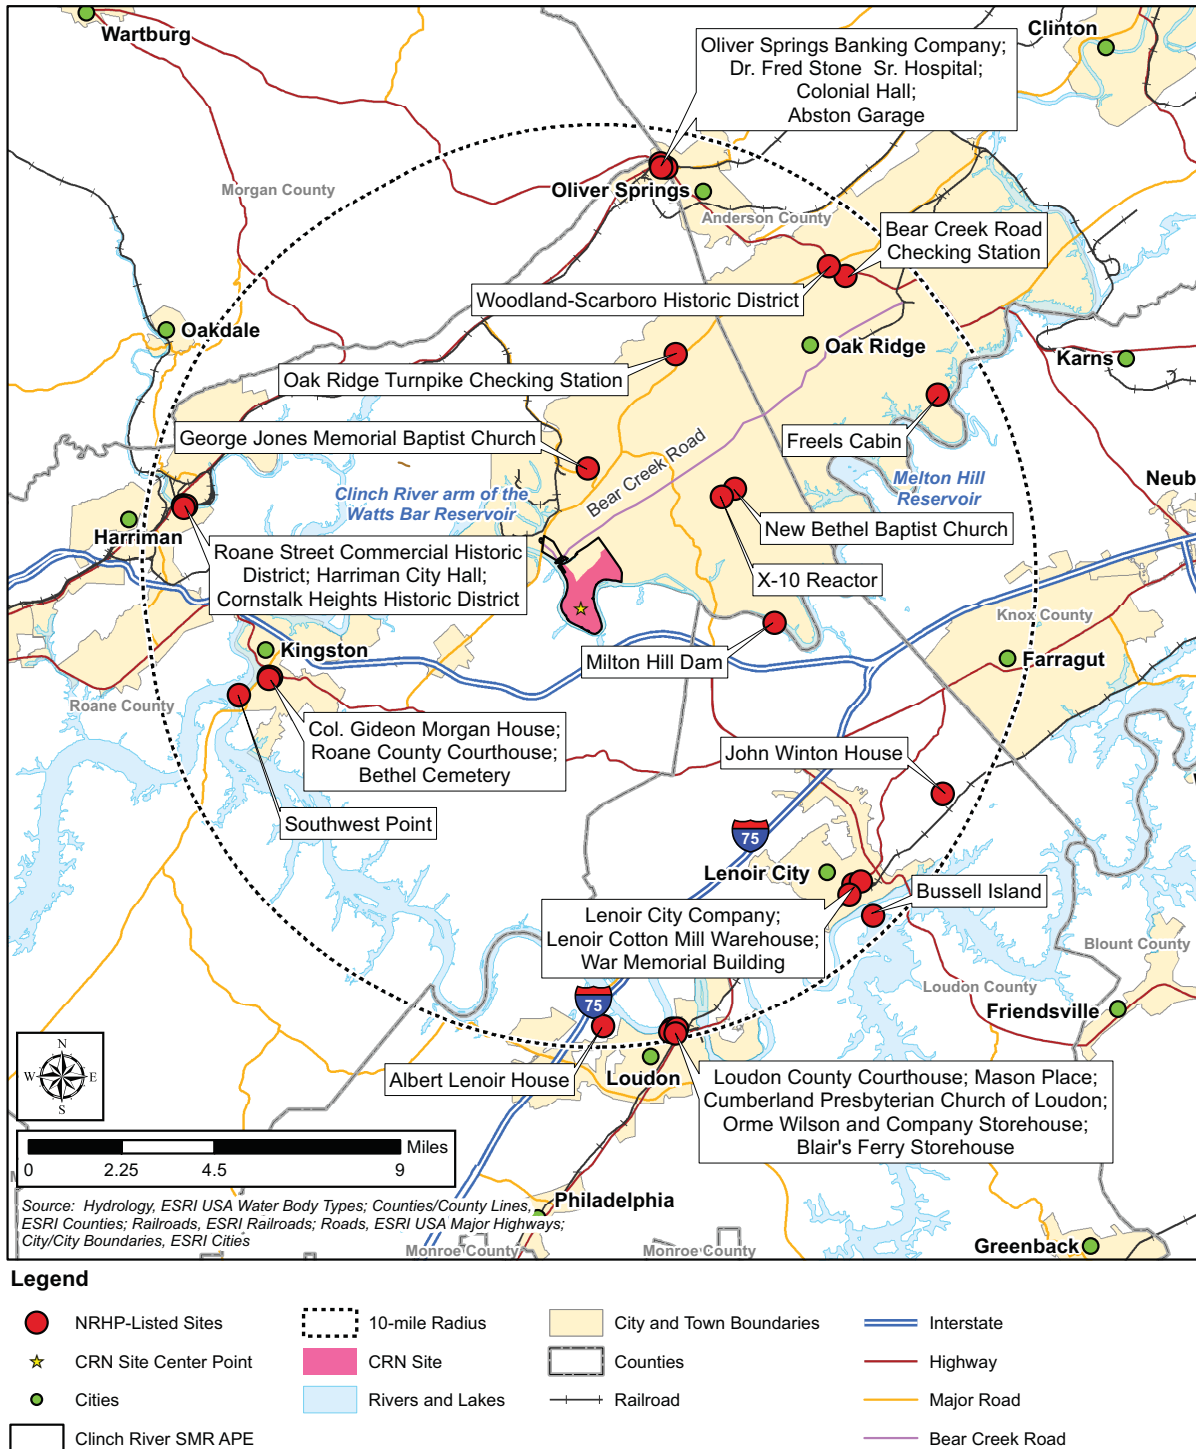 Wartburg
Clinton
Oliver Springs Banking Company;
Dr. Fred Stone Sr. Hospital;
Colonial Hall;
Abston Garage
Morgan County
Oliver Springs
Anderson County
Bear Creek Road
Checking Station
Woodland-Scarboro Historic District
Oakdale
Oak Ridge
Karns
Oak Ridge Turnpike Checking Station
George Jones Memorial Baptist Church
Freels Cabin
Bear Creek Road
Melton Hill
Reservoir
Neub
Clinch River arm of the
Watts Bar Reservoir
Harriman
New Bethel Baptist Church
Roane Street Commercial Historic
District; Harriman City Hall;
Cornstalk Heights Historic District
X-10 Reactor
Knox County
Kingston
Milton Hill Dam
Farragut
Roane County
Col. Gideon Morgan House;
Roane County Courthouse;
Bethel Cemetery
John Winton House
Southwest Point
75
Lenoir City
Bussell Island
Lenoir City Company;
Lenoir Cotton Mill Warehouse;
War Memorial Building
Blount County
Loudon County
75
Friendsville
N
W E
S
Albert Lenoir House
Loudon
Loudon County Courthouse; Mason Place;
Cumberland Presbyterian Church of Loudon;
Orme Wilson and Company Storehouse;
Blair's Ferry Storehouse
Miles
0 2.25 4.5 9
Source: Hydrology, ESRI USA Water Body Types; Counties/County Lines,
ESRI Counties; Railroads, ESRI Railroads; Roads, ESRI USA Major Highways;
City/City Boundaries, ESRI Cities
Philadelphia
Monroe County
Monroe County
Greenback
Legend
NRHP-Listed Sites
10-mile Radius
City and Town Boundaries
Interstate
CRN Site Center Point
CRN Site
Counties
Highway
Cities
Rivers and Lakes
Railroad
Major Road
Clinch River SMR APE
Bear Creek Road